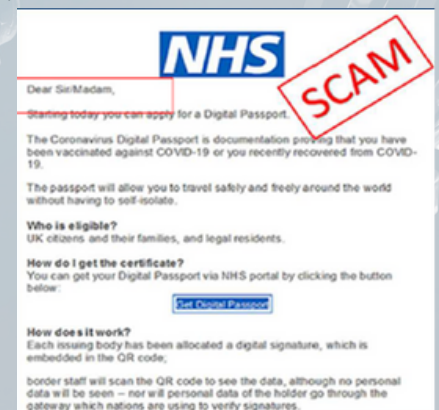 NHS
SCAM
Dear Sir/Madam,
Starting today you can apply for a Digital Passport.
The Coronavirus Digital Passport is documentation proving that you have
been vaccinated against COVID-19 or you recently recovered from COVID-
19.
The passport will allow you to travel safely and freely around the world
without having to self-isolate.
Who is eligible?
UK citizens and their families, and legal residents.
How do I get the certificate?
You can get your Digital Passport via NHS portal by clicking the button
below:
Get Digital Passport
How does it work?
Each issuing body has been allocated a digital signature, which is
embedded in the QR code;
border staff will scan the QR code to see the data, although no personal
data will be seen – nor will personal data of the holder go through the
gateway which nations are using to verify signatures.